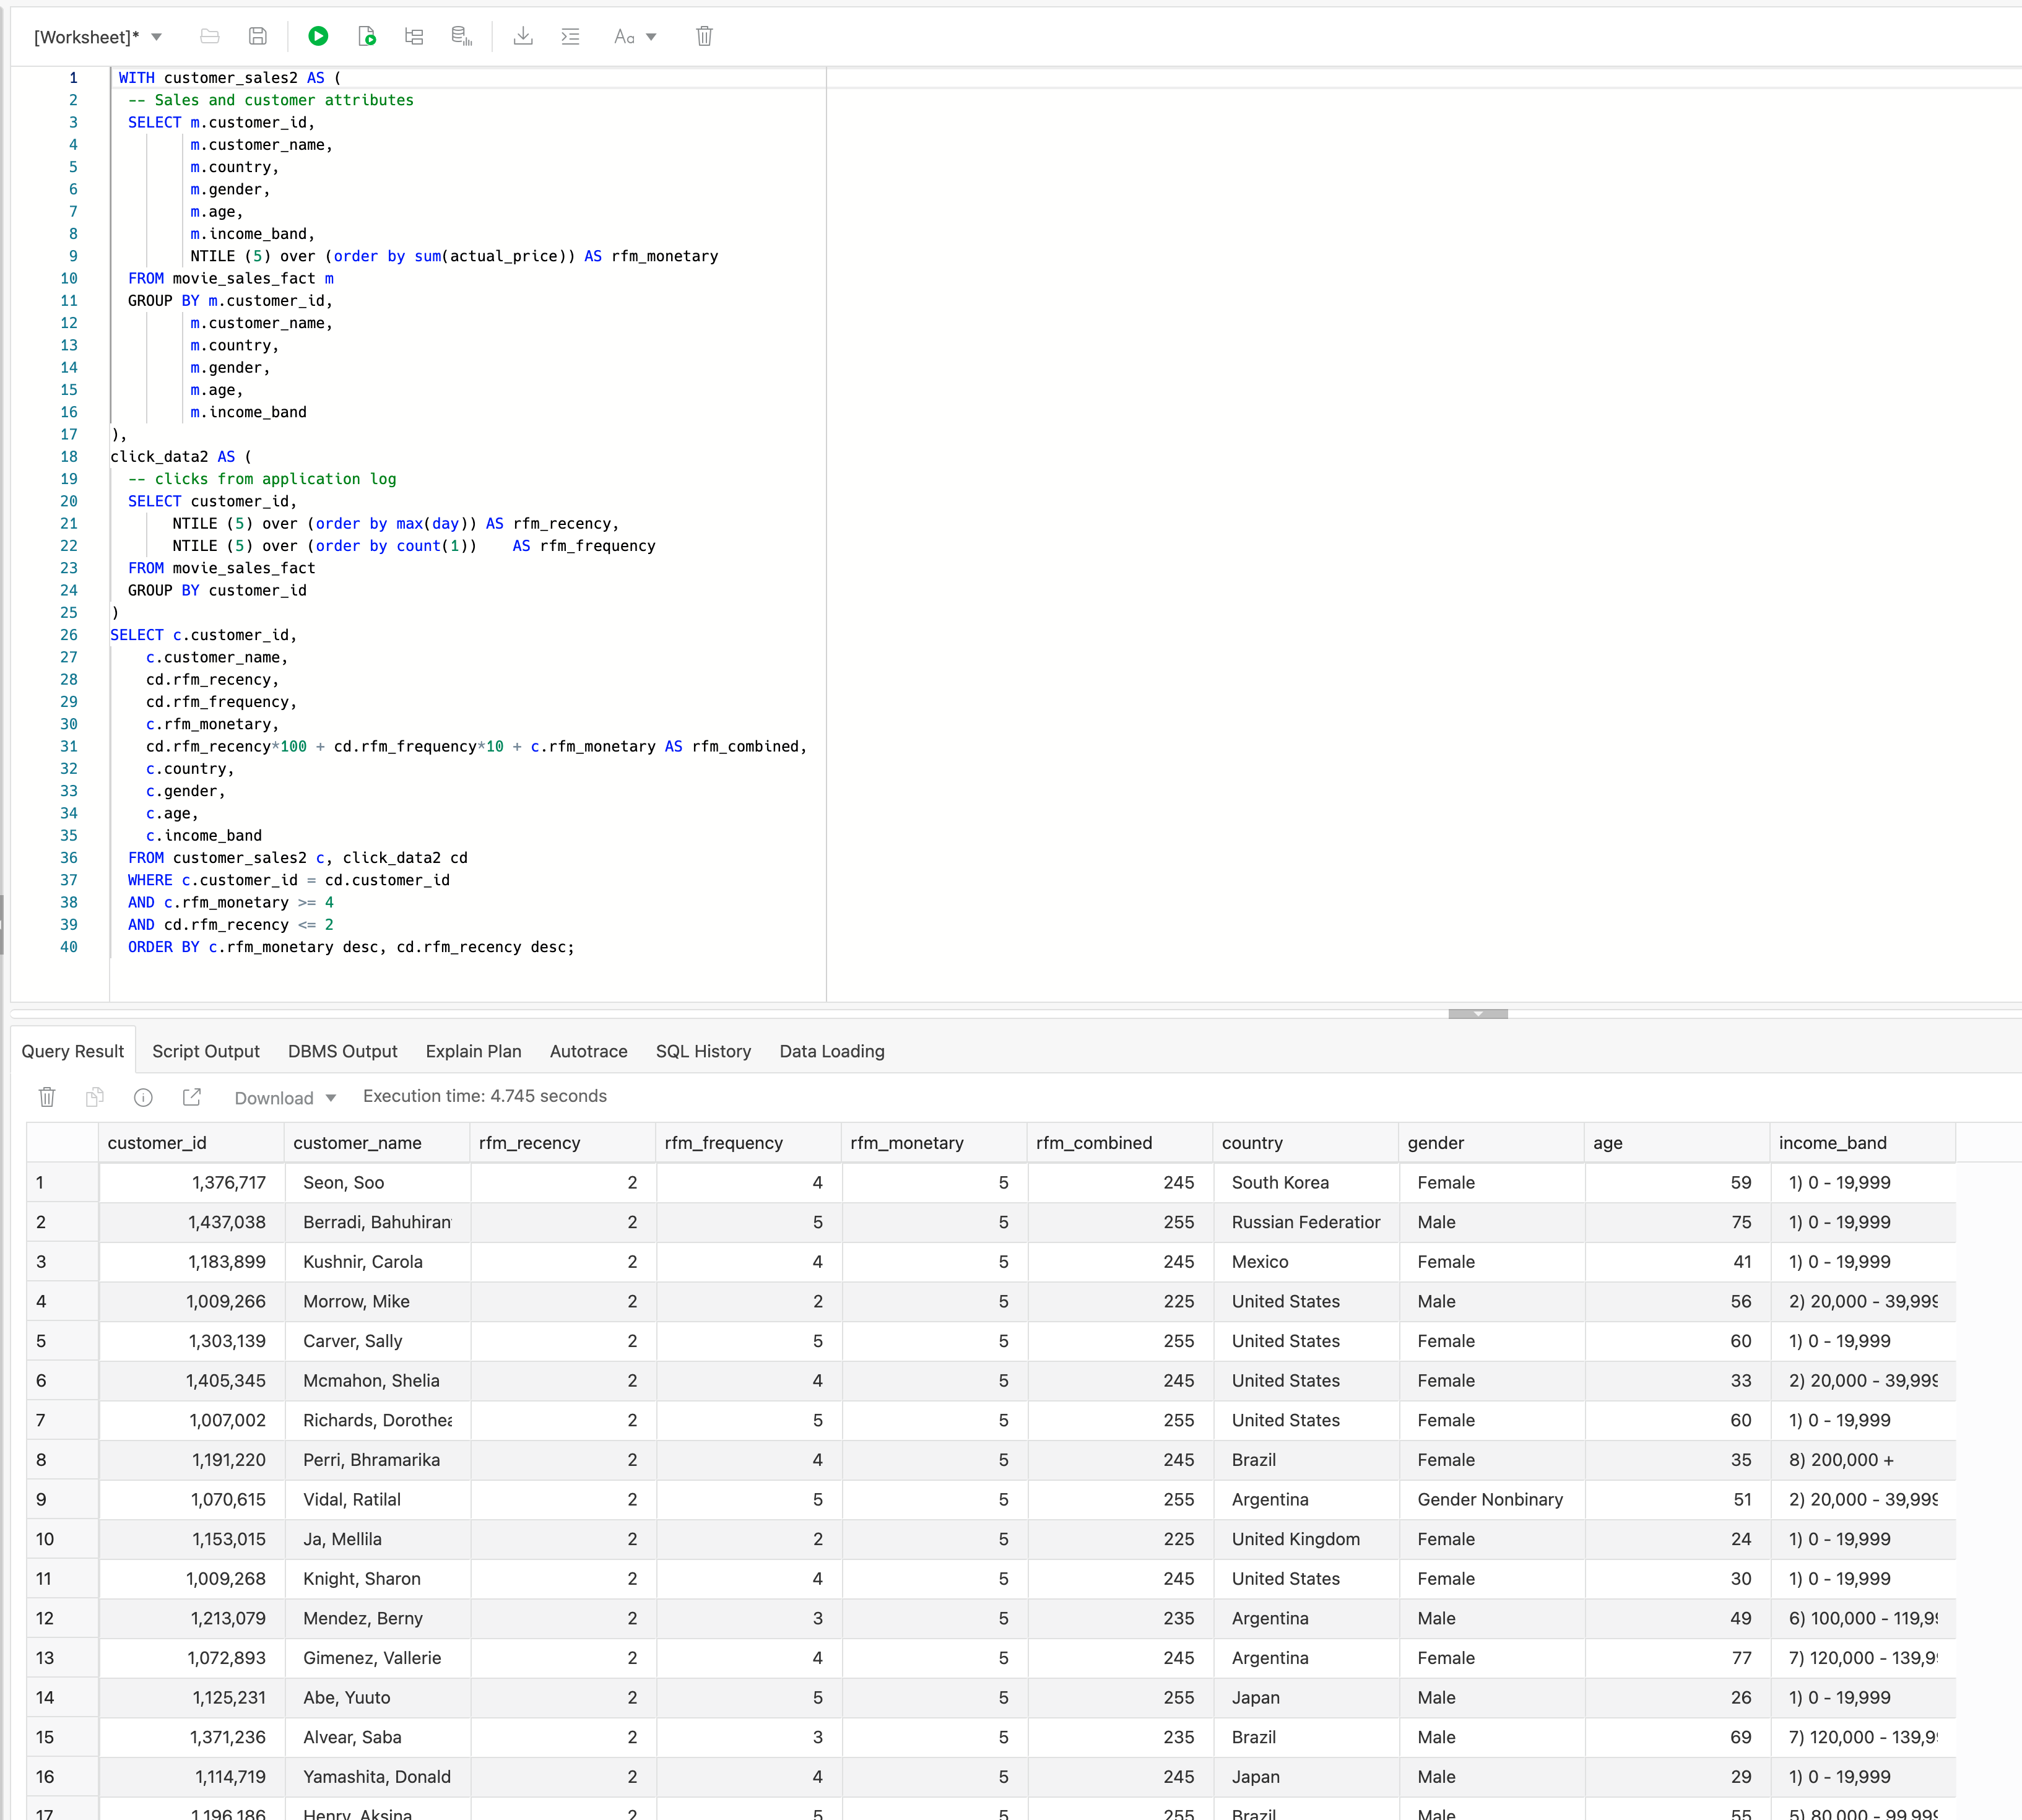 [Worksheet]*
Aa
1 WITH customer_sales2 AS (
2 -- Sales and customer attributes
3 SELECT m.customer_id,
4 m.customer_name,
5 m.country,
6 m.gender,
7 m.age,
8 m.income_band,
9 NTILE (5) over (order by sum(actual_price)) AS rfm_monetary
10 FROM movie_sales_fact m
11 GROUP BY m.customer_id,
12 m.customer_name,
13 m.country,
14 m.gender,
15 m.age,
16 m.income_band
17 ),
18 click_data2 AS (
19 -- clicks from application log
20 SELECT customer_id,
21 NTILE (5) over (order by max(day)) AS rfm_recency,
22 NTILE (5) over (order by count(1)) AS rfm_frequency
23 FROM movie_sales_fact
24 GROUP BY customer_id
25 )
26 SELECT c.customer_id,
27 c.customer_name,
28 cd.rfm_recency,
29 cd.rfm_frequency,
30 c.rfm_monetary,
31 cd.rfm_recency*100 + cd.rfm_frequency*10 + c.rfm_monetary AS rfm_combined,
32 c.country,
33 c.gender,
34 c.age,
35 c.income_band
36 FROM customer_sales2 c, click_data2 cd
37 WHERE c.customer_id = cd.customer_id
38 AND c.rfm_monetary >= 4
39 AND cd.rfm_recency <= 2
40 ORDER BY c.rfm_monetary desc, cd.rfm_recency desc;
Query Result Script Output DBMS Output Explain Plan Autotrace SQL History Data Loading
Download Execution time: 4.745 seconds
customer_id customer_name rfm_recency rfm_frequency rfm_monetary rfm_combined country gender age income_band
1 1,376,717 Seon, Soo 2 4 5 245 South Korea Female 59 1) 0 - 19,999
2 1,437,038 Berradi, Bahuhiran 2 5 5 255 Russian Federatior Male 75 1) 0 - 19,999
3 1,183,899 Kushnir, Carola 2 4 5 245 Mexico Female 41 1) 0 - 19,999
4 1,009,266 Morrow, Mike 2 2 5 225 United States Male 56 2) 20,000 - 39,999
5 1,303,139 Carver, Sally 2 5 5 255 United States Female 60 1) 0 - 19,999
6 1,405,345 Mcmahon, Shelia 2 4 5 245 United States Female 33 2) 20,000 - 39,999
7 1,007,002 Richards, Dorothea 2 5 5 255 United States Female 60 1) 0 - 19,999
8 1,191,220 Perri, Bhramarika 2 4 5 245 Brazil Female 35 8) 200,000 +
9 1,070,615 Vidal, Ratilal 2 5 5 255 Argentina Gender Nonbinary 51 2) 20,000 - 39,999
10 1,153,015 Ja, Mellila 2 2 5 225 United Kingdom Female 24 1) 0 - 19,999
11 1,009,268 Knight, Sharon 2 4 5 245 United States Female 30 1) 0 - 19,999
12 1,213,079 Mendez, Berny 2 3 5 235 Argentina Male 49 6) 100,000 - 119,99
13 1,072,893 Gimenez, Vallerie 2 4 5 245 Argentina Female 77 7) 120,000 - 139,9
14 1,125,231 Abe, Yuuto 2 5 5 255 Japan Male 26 1) 0 - 19,999
15 1,371,236 Alvear, Saba 2 3 5 235 Brazil Male 69 7) 120,000 - 139,9
16 1,114,719 Yamashita, Donald 2 4 5 245 Japan Male 29 1) 0 - 19,999
17 1,196,186 Henry, Aksina 2 5 5 255 Brazil Male 55 5) 80,000 - 99,999